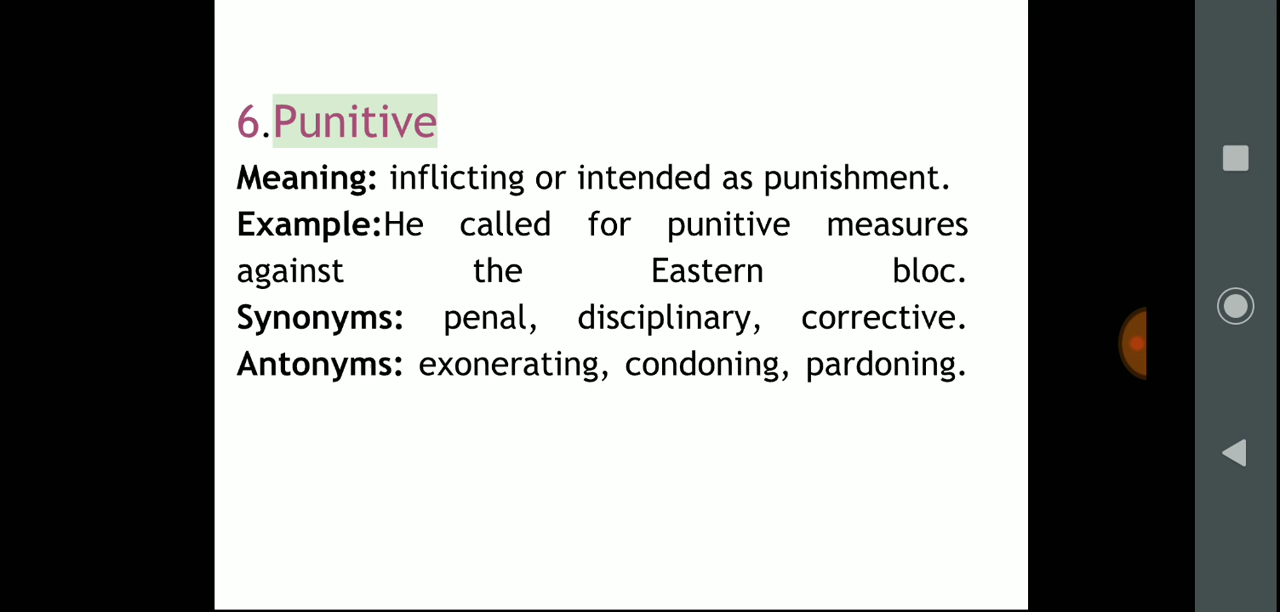 6.Punitive
Meaning: inflicting or intended as punishment.
Example:He called for punitive measures
against the Eastern bloc.
Synonyms: penal, disciplinary, corrective.
Antonyms: exonerating, condoning, pardoning.